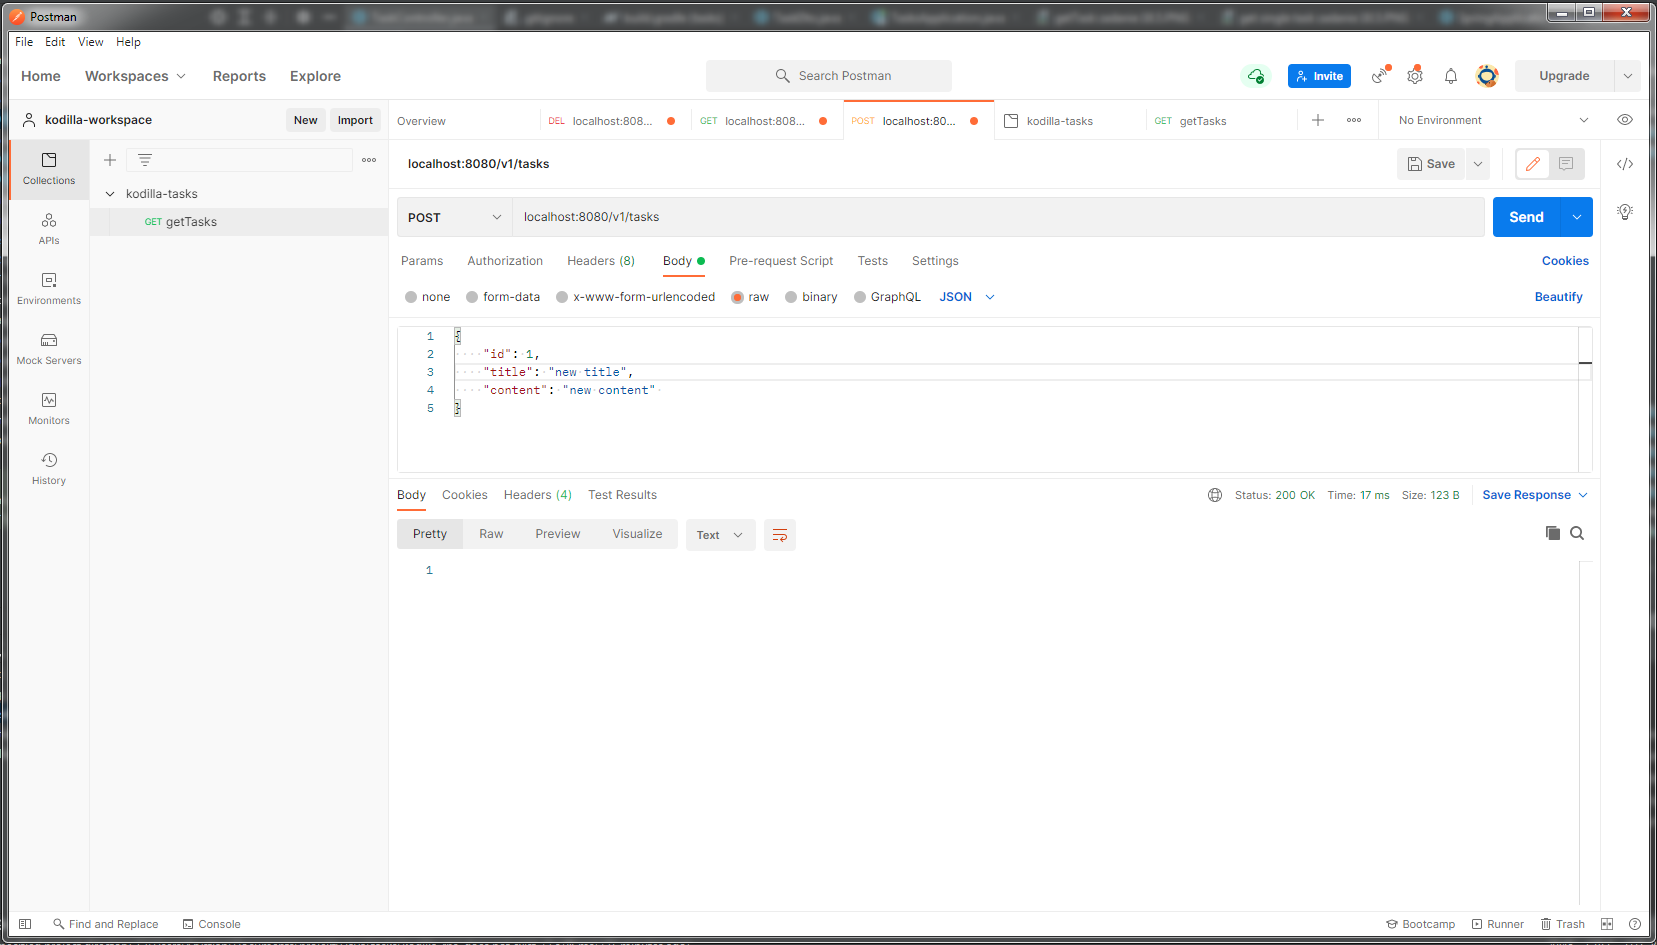 Postman
File Edit View Help
Home Workspaces Reports Explore Search Postman Invite Upgrade
kodilla-workspace New Import Overview DEL localhost:808... GET localhost:808... POST localhost:80... kodilla-tasks GET getTasks No Environment
Collections
APIs
Environments
Mock Servers
Monitors
History
kodilla-tasks
GET getTasks
localhost:8080/v1/tasks Save
POST localhost:8080/v1/tasks Send
Params Authorization Headers (8) Body Pre-request Script Tests Settings Cookies
none form-data x-www-form-urlencoded raw binary GraphQL JSON Beautify
1 {
2 "id": 1,
3 "title": "new title",
4 "content": "new content"
5 }
Body Cookies Headers (4) Test Results Status: 200 OK Time: 17 ms Size: 123 B Save Response
Pretty Raw Preview Visualize Text
1
Find and Replace Console Bootcamp Runner Trash